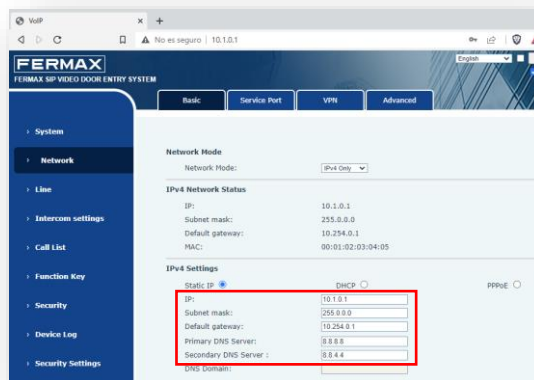 VoIP
No es seguro | 10.1.0.1
FERMAX
FERMAX SIP VIDEO DOOR ENTRY SYSTEM
English
Basic Service Port VPN Advanced
System
Network
Line
Intercom settings
Call List
Function Key
Security
Device Log
Security Settings
Network Mode
Network Mode: IPv4 Only
IPv4 Network Status
IP: 10.1.0.1
Subnet mask: 255.0.0.0
Default gateway: 10.254.0.1
MAC: 00:01:02:03:04:05
IPv4 Settings
Static IP DHCP PPPoE
IP: 10.1.0.1
Subnet mask: 255.0.0.0
Default gateway: 10.254.0.1
Primary DNS Server: 8.8.8.8
Secondary DNS Server : 8.8.4.4
DNS Domain: